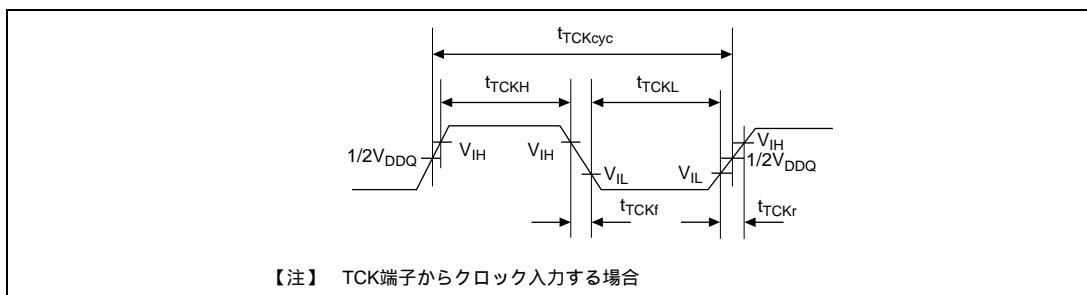 tTCKcyc
tTCKH
tTCKL
1/2VDDQ
VIH
VIH
VIL
VIL
VIH
1/2VDDQ
tTCKf
tTCKr
【注】 TCK端子からクロック入力する場合